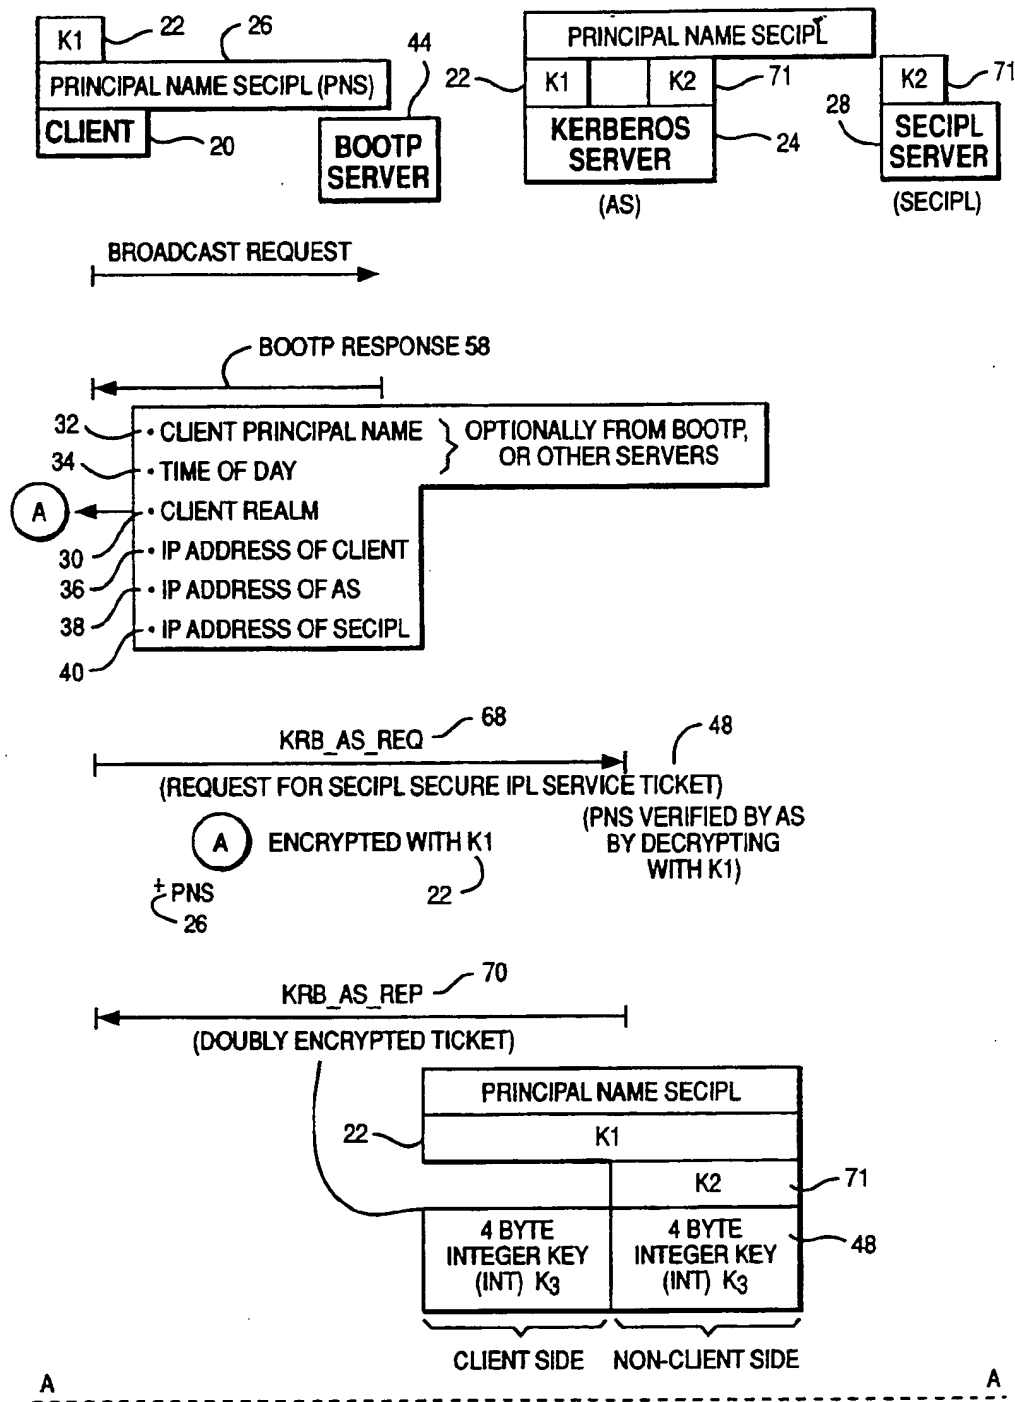 K1
22
26
PRINCIPAL NAME SECIPL (PNS)
CLIENT
20
44
BOOTP
SERVER
PRINCIPAL NAME SECIPL
22
K1
K2
71
KERBEROS
SERVER
24
(AS)
K2
71
28
SECIPL
SERVER
(SECIPL)
BROADCAST REQUEST
BOOTP RESPONSE 58
32
• CLIENT PRINCIPAL NAME
OPTIONALLY FROM BOOTP,
OR OTHER SERVERS
34
• TIME OF DAY
A
• CLIENT REALM
30
• IP ADDRESS OF CLIENT
36
• IP ADDRESS OF AS
38
• IP ADDRESS OF SECIPL
40
KRB_AS_REQ
68
48
(REQUEST FOR SECIPL SECURE IPL SERVICE TICKET)
(PNS VERIFIED BY AS
BY DECRYPTING
WITH K1)
A
ENCRYPTED WITH K1
22
+ PNS
26
KRB_AS_REP
70
(DOUBLY ENCRYPTED TICKET)
PRINCIPAL NAME SECIPL
22
K1
K2
71
4 BYTE
INTEGER KEY
(INT) K3
4 BYTE
INTEGER KEY
(INT) K3
48
CLIENT SIDE
NON-CLIENT SIDE
A
A